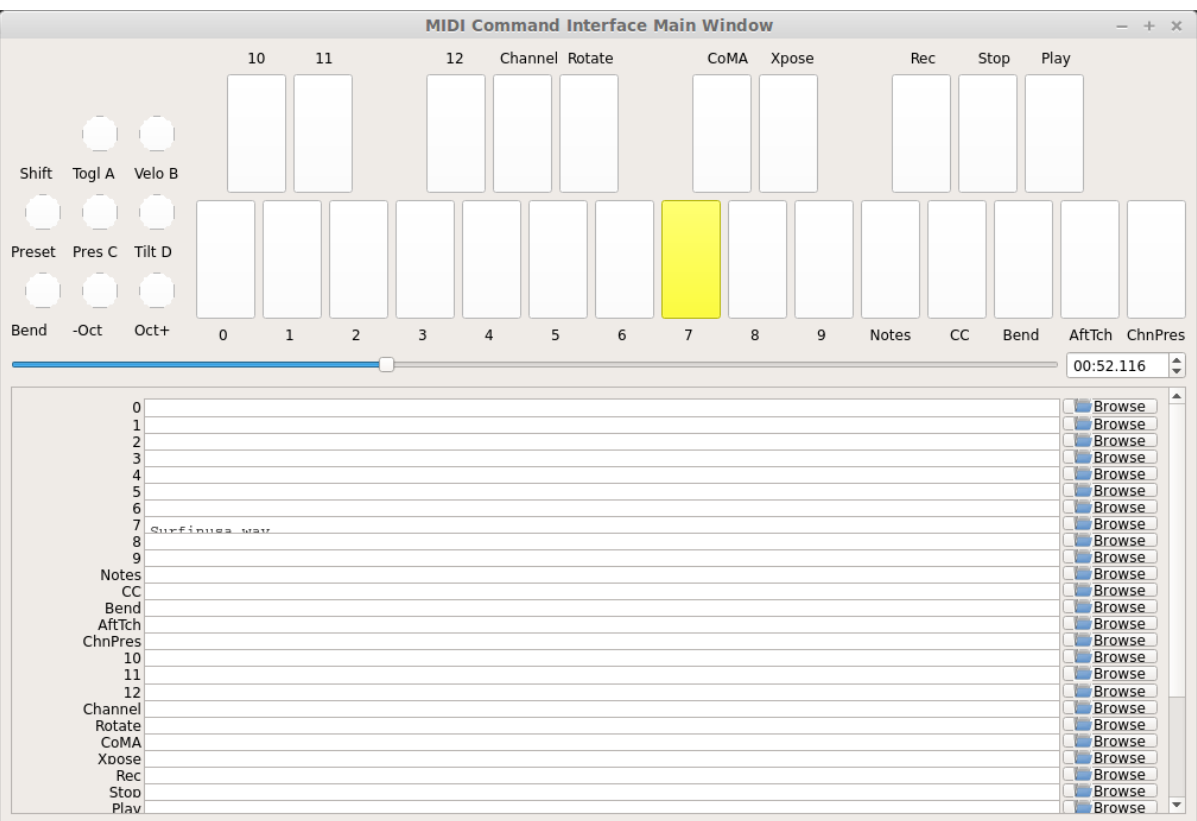 MIDI Command Interface Main Window
10 11 12 Channel Rotate CoMA Xpose Rec Stop Play
Shift Togl A Velo B
Preset Pres C Tilt D
Bend -Oct Oct+
0 1 2 3 4 5 6 7 8 9 Notes CC Bend AftTch ChnPres
00:52.116
0 Browse
1 Browse
2 Browse
3 Browse
4 Browse
5 Browse
6 Browse
7 Surfinusa.wav Browse
8 Browse
9 Browse
Notes Browse
CC Browse
Bend Browse
AftTch Browse
ChnPres Browse
10 Browse
11 Browse
12 Browse
Channel Browse
Rotate Browse
CoMA Browse
Xpose Browse
Rec Browse
Stop Browse
Play Browse